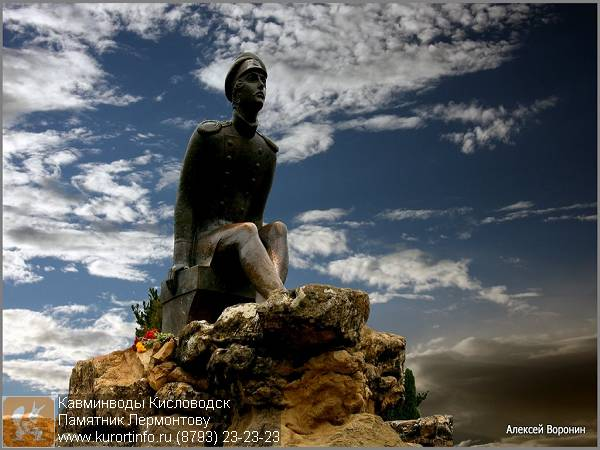 Кавминводы Кисловодск
Памятник Лермонтову
www.kurortinfo.ru (8793) 23-23-23
Алексей Воронин